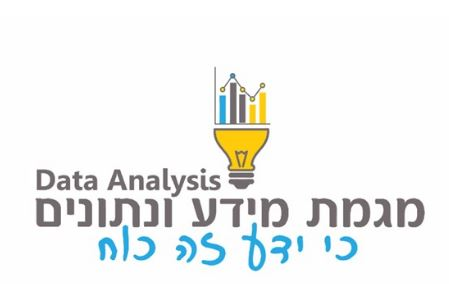 Data Analysis
מגמת מידע ונתונים
כי ידע זה כוח